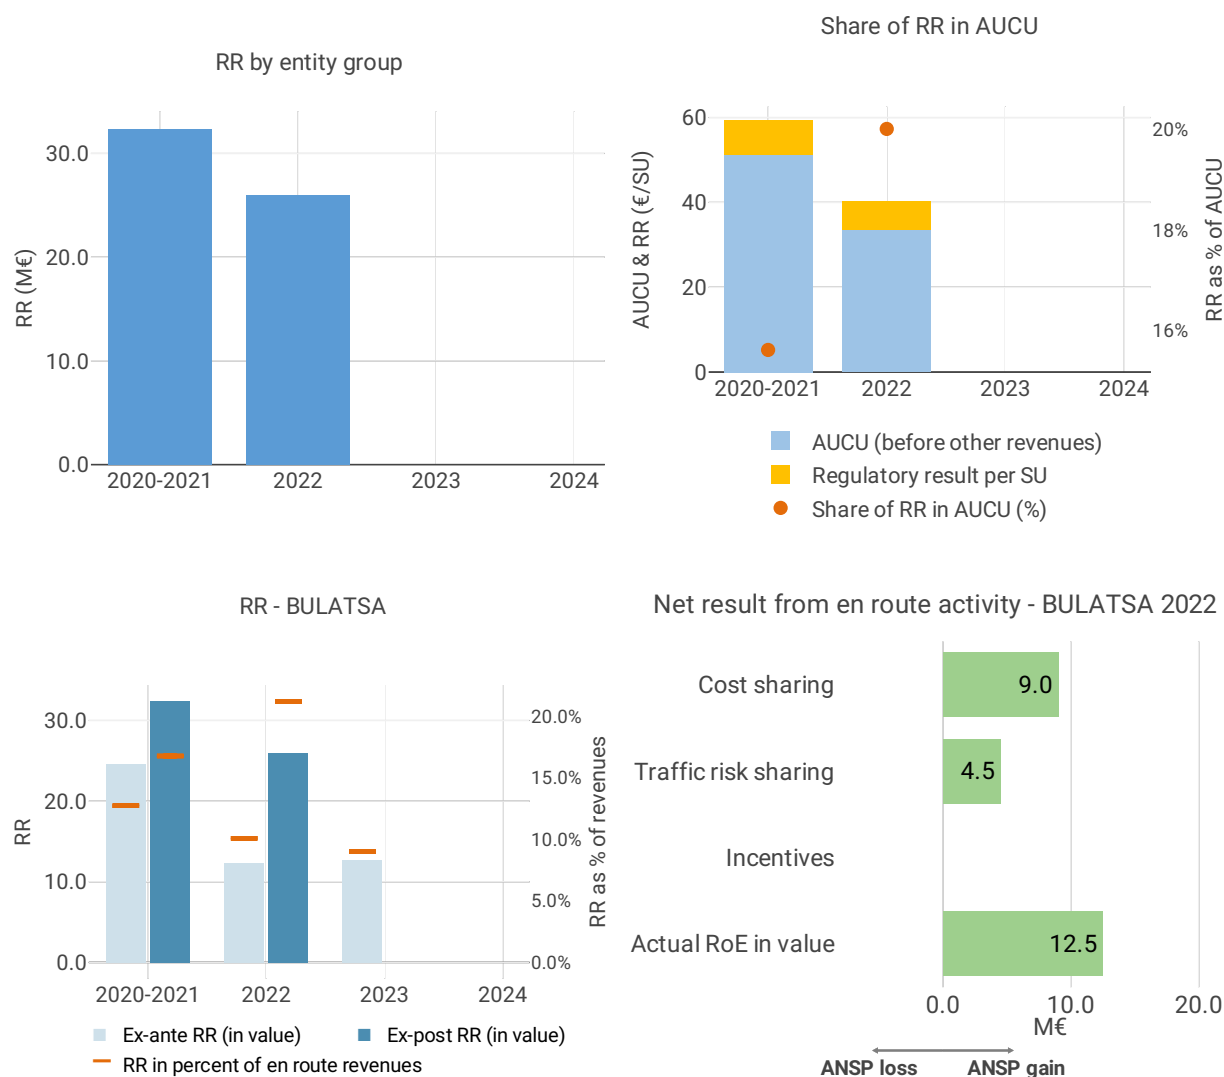 RR by entity group
RR (M€)
30.0
20.0
10.0
0.0
2020-2021
2022
2023
2024
Share of RR in AUCU
AUCU & RR (€/SU)
60
40
20
0
20%
18%
16%
RR as % of AUCU
2020-2021
2022
2023
2024
AUCU (before other revenues)
Regulatory result per SU
Share of RR in AUCU (%)
RR - BULATSA
RR
30.0
20.0
10.0
0.0
20.0%
15.0%
10.0%
5.0%
0.0%
RR as % of revenues
2020-2021
2022
2023
2024
Ex-ante RR (in value)
Ex-post RR (in value)
RR in percent of en route revenues
Net result from en route activity - BULATSA 2022
Cost sharing
9.0
Traffic risk sharing
4.5
Incentives
Actual RoE in value
12.5
0.0
10.0
20.0
M€
ANSP loss
ANSP gain